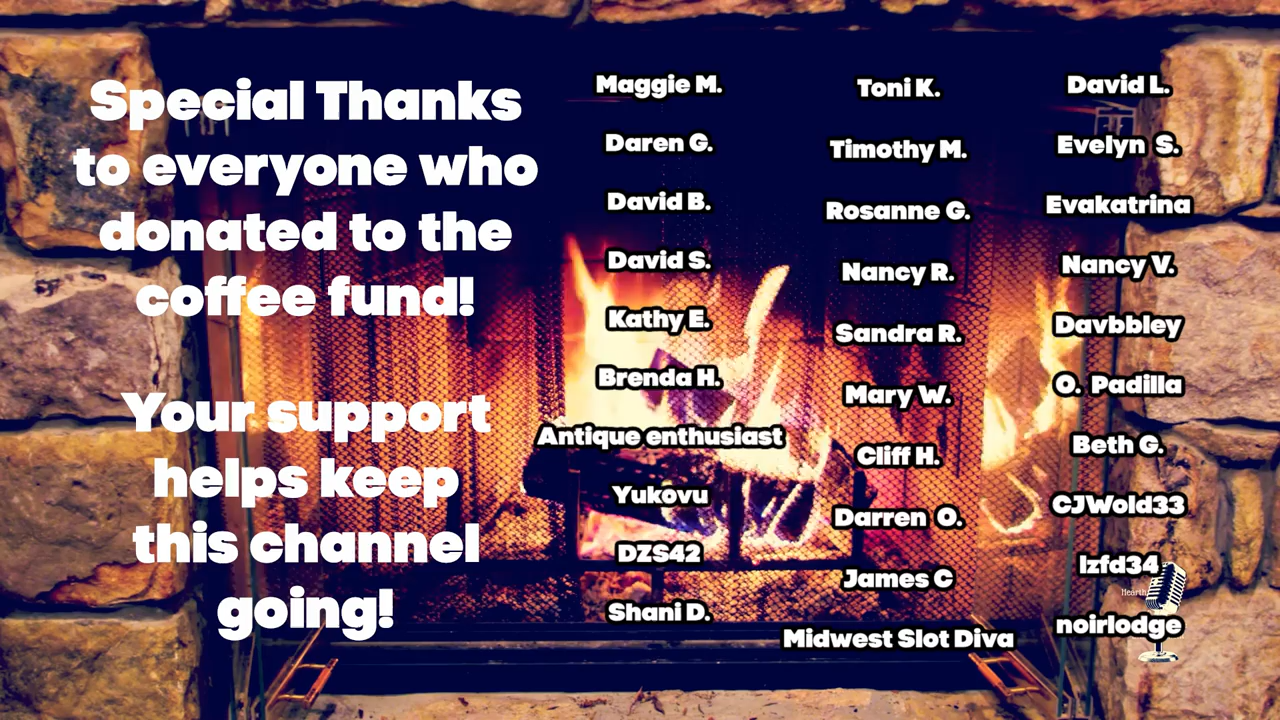 Special Thanks
to everyone who
donated to the
coffee fund!
Your support
helps keep
this channel
going!
Maggie M.
Daren G.
David B.
David S.
Kathy E.
Brenda H.
Antique enthusiast
Yukovu
DZS42
Shani D.
Toni K.
Timothy M.
Rosanne G.
Nancy R.
Sandra R.
Mary W.
Cliff H.
Darren O.
James C
Midwest Slot Diva
David L.
Evelyn S.
Evakatrina
Nancy V.
Davbbley
O. Padilla
Beth G.
CJWold33
lzfd34
Hearth
noirlodge